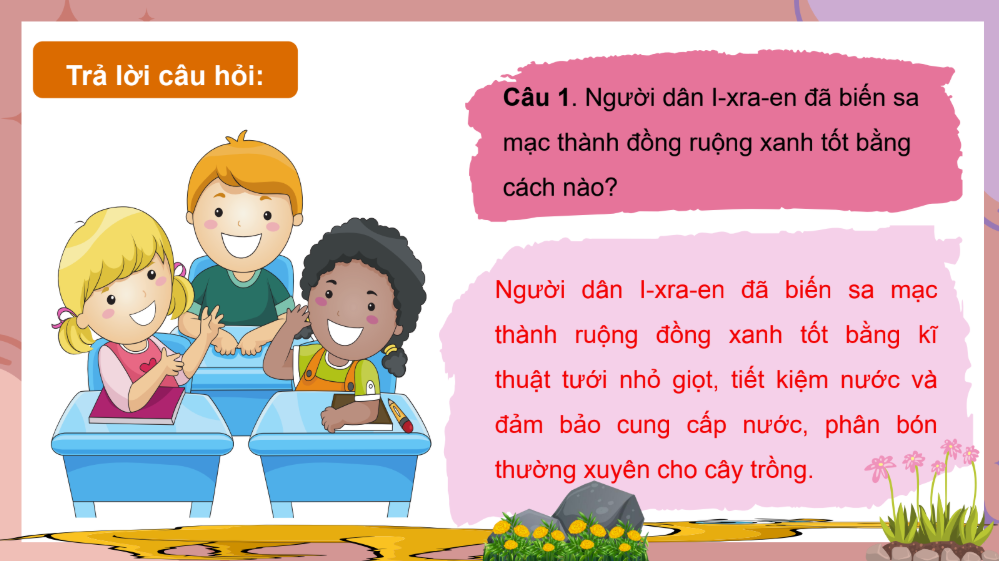 Trả lời câu hỏi:
Câu 1. Người dân I-xra-en đã biến sa
mạc thành đồng ruộng xanh tốt bằng
cách nào?
Người dân I-xra-en đã biến sa mạc
thành ruộng đồng xanh tốt bằng kĩ
thuật tưới nhỏ giọt, tiết kiệm nước và
đảm bảo cung cấp nước, phân bón
thường xuyên cho cây trồng.